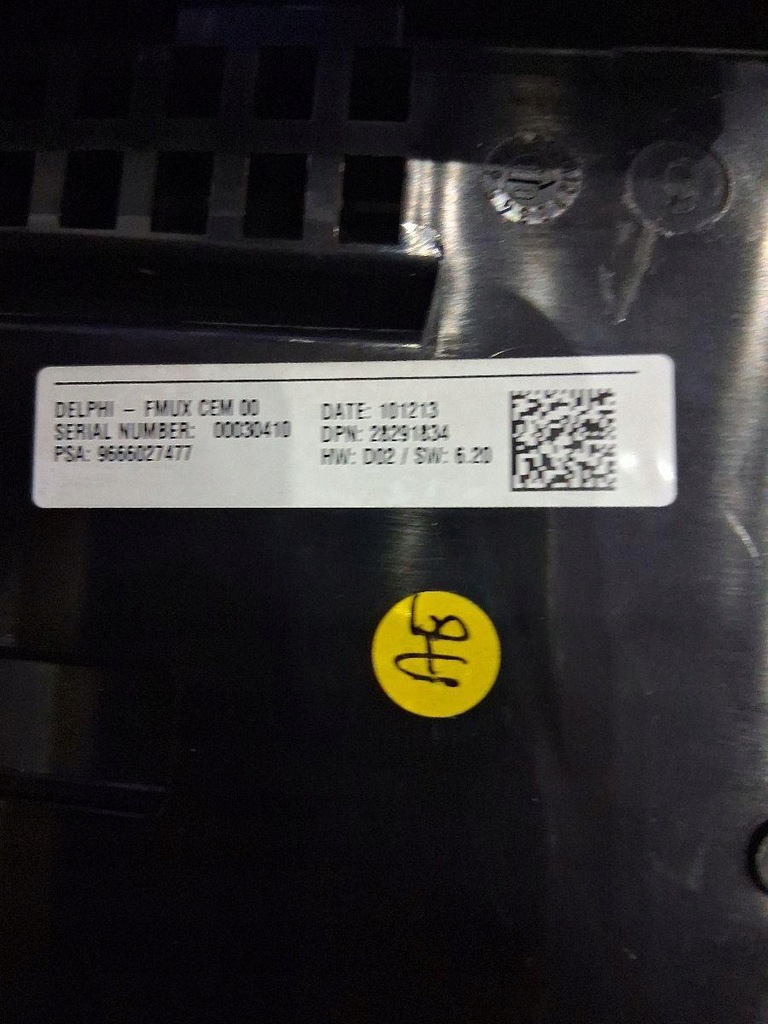 DELPHI - FMUX CEM 00
SERIAL NUMBER: 00030410
PSA: 9666027477
DATE: 101213
DPN: 28291834
HW: D02 / SW: 6.20